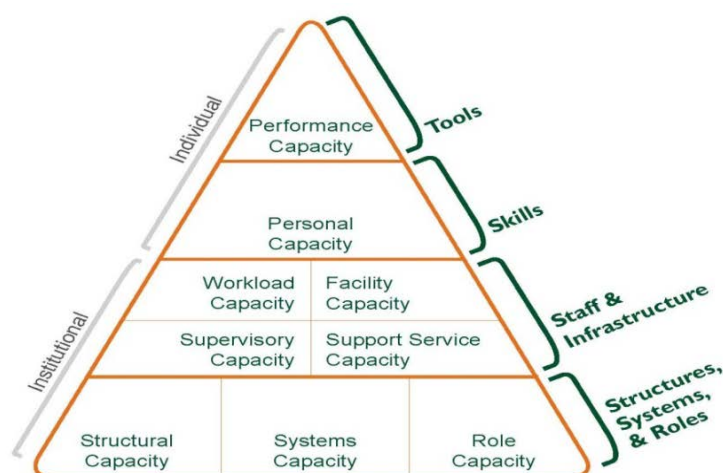 Performance
Capacity
Tools
Individual
Personal
Capacity
Skills
Workload
Capacity
Facility
Capacity
Supervisory
Capacity
Support Service
Capacity
Staff &
Infrastructure
Institutional
Structural
Capacity
Systems
Capacity
Role
Capacity
Structures,
Systems,
& Roles